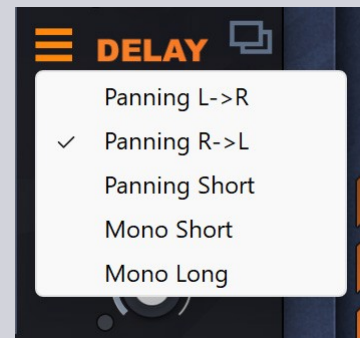 DELAY
Panning L->R
Panning R->L
Panning Short
Mono Short
Mono Long